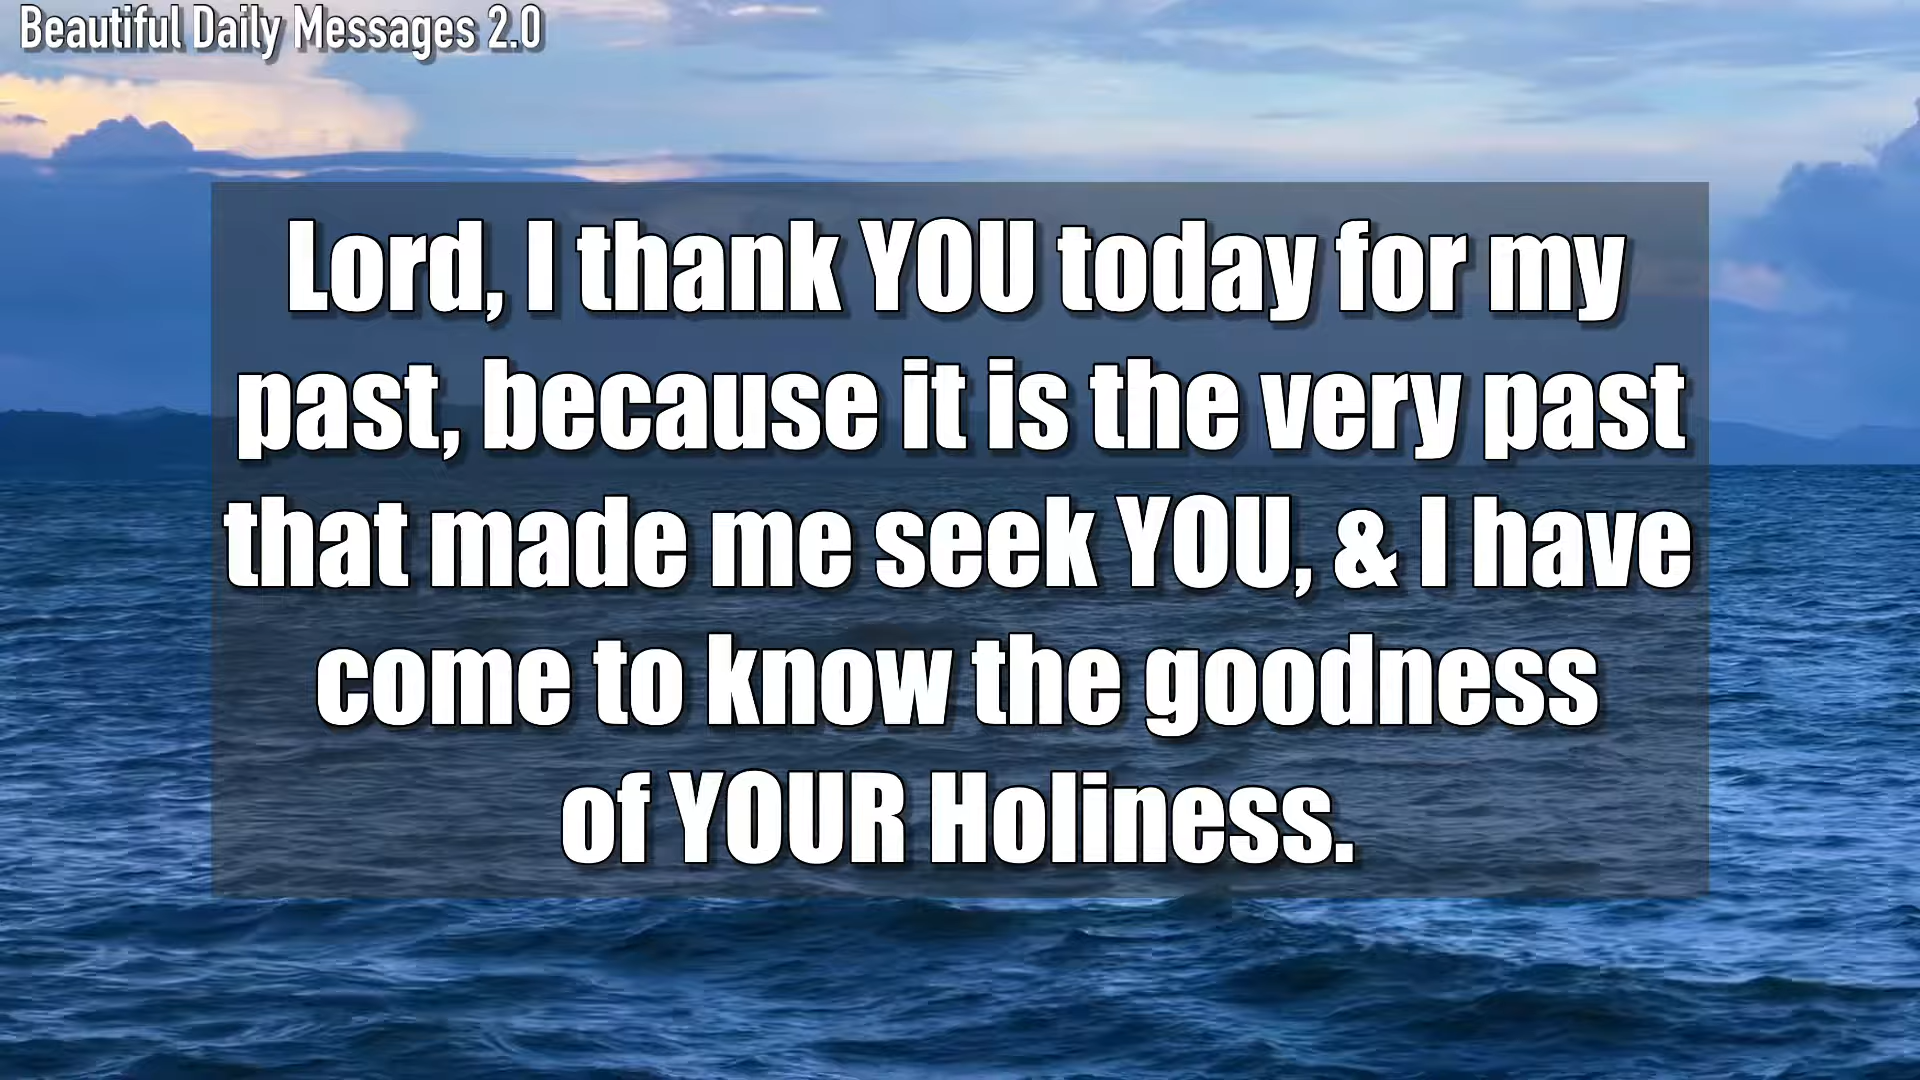 Beautiful Daily Messages 2.0
Lord, I thank YOU today for my
past, because it is the very past
that made me seek YOU, & I have
come to know the goodness
of YOUR Holiness.